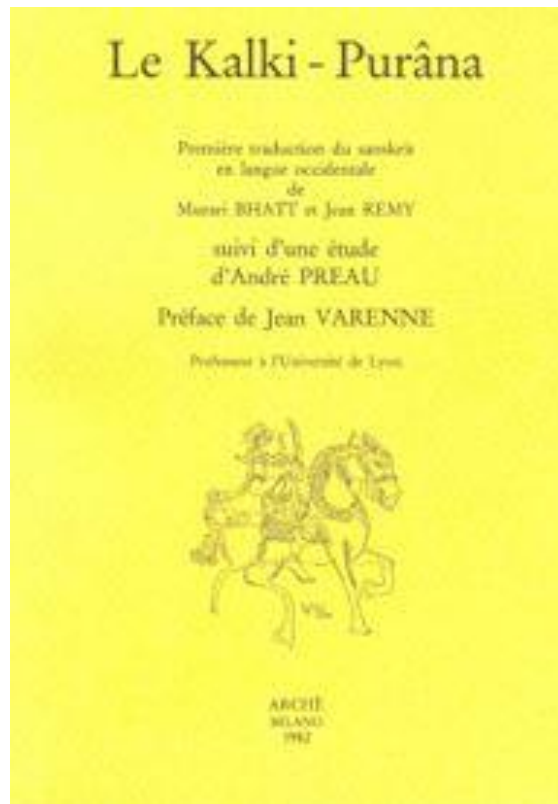 Le Kalki - Purâna
Première traduction du sanskrit
en langue occidentale
de
Murari BHATT et Jean REMY
suivi d'une étude
d'André PREAU
Préface de Jean VARENNE
Professeur à l'Université de Lyon
ARCHÈ
MILANO
1982